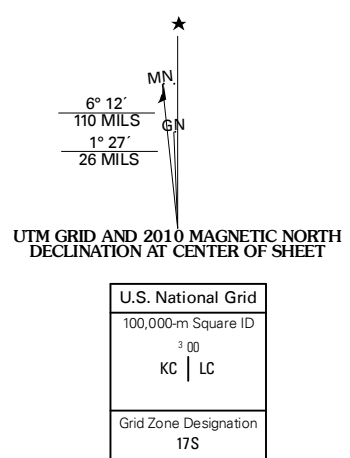 ★
M.N.
6° 12´
110 MILS
GN
1° 27´
26 MILS
UTM GRID AND 2010 MAGNETIC NORTH
DECLINATION AT CENTER OF SHEET
U.S. National Grid
100,000-m Square ID
3 00
KC | LC
Grid Zone Designation
17S